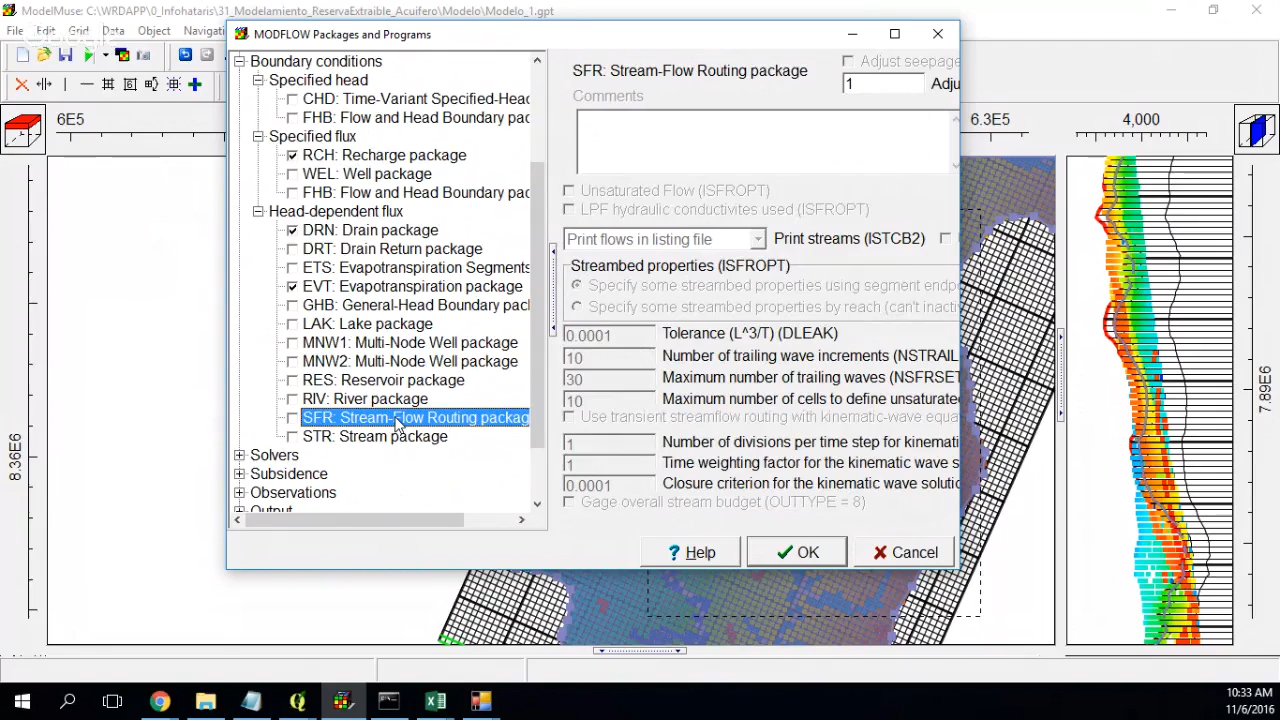 ModelMuse: C:\WRDAPP\0_Infohataris\31_Modelamiento_ReservaExtraible_Acuifero\Modelo\Modelo_1.gpt
File Edit Grid Data Object Navigati
MODFLOW Packages and Programs
6E5
6.3E5
4,000
8.36E6
7.89E6
Boundary conditions
Specified head
CHD: Time-Variant Specified-Head
FHB: Flow and Head Boundary pac
Specified flux
RCH: Recharge package
WEL: Well package
FHB: Flow and Head Boundary pac
Head-dependent flux
DRN: Drain package
DRT: Drain Return package
ETS: Evapotranspiration Segments
EVT: Evapotranspiration package
GHB: General-Head Boundary pac
LAK: Lake package
MNW1: Multi-Node Well package
MNW2: Multi-Node Well package
RES: Reservoir package
RIV: River package
SFR: Stream-Flow Routing packag
STR: Stream package
Solvers
Subsidence
Observations
Output
SFR: Stream-Flow Routing package
Adjust seepage
1 Adju
Comments
Unsaturated Flow (ISFROPT)
LPF hydraulic conductivites used (ISFROPT)
Print flows in listing file Print streams (ISTCB2)
Streambed properties (ISFROPT)
Specify some streambed properties using segment endp
Specify some streambed properties by reach (can't inacti
0.0001 Tolerance (L^3/T) (DLEAK)
10 Number of trailing wave increments (NSTRAIL
30 Maximum number of trailing waves (NSFRSET
10 Maximum number of cells to define unsaturate
Use transient streamflow routing with kinematic wave equa
1 Number of divisions per time step for kinemati
1 Time weighting factor for the kinematic wave s
0.0001 Closure criterion for the kinematic wave solutio
Gage overall stream budget (OUTTYPE = 8)
? Help OK Cancel
10:33 AM
11/6/2016